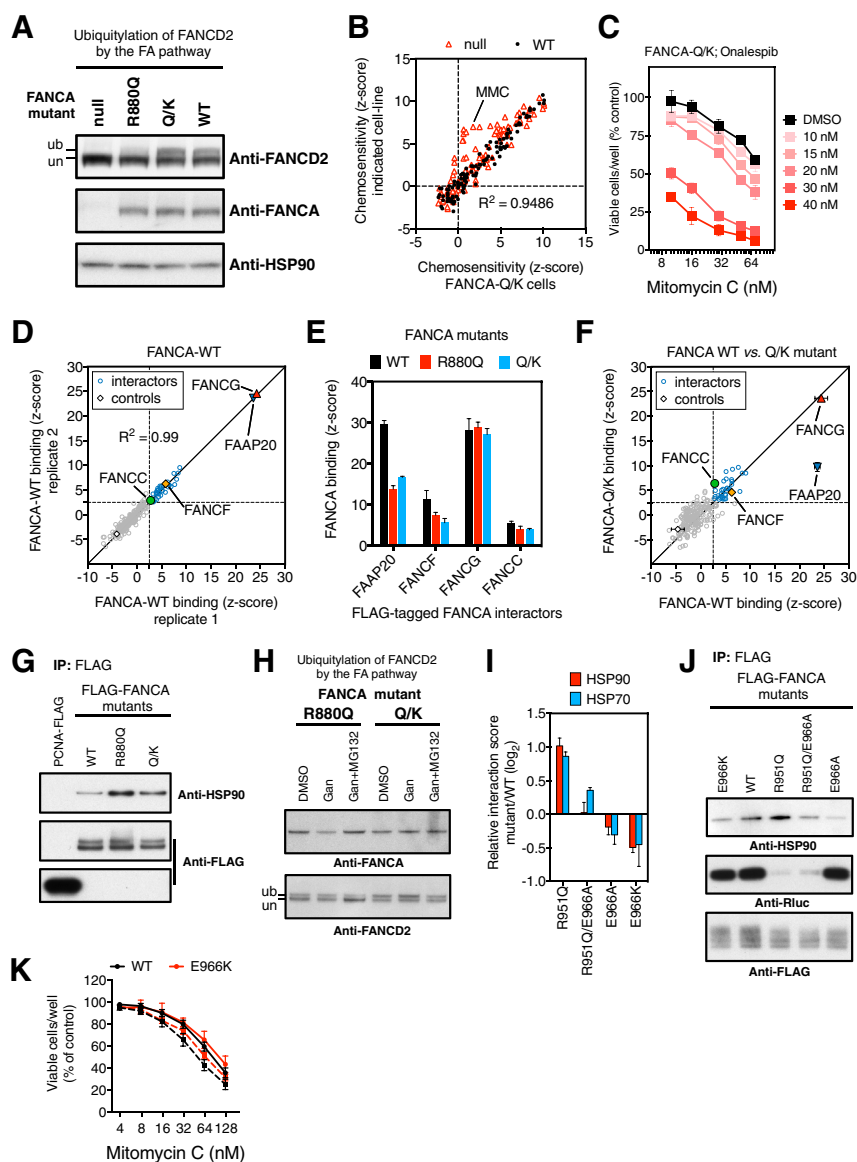 A
Ubiquitylation of FANCD2
by the FA pathway
FANCA
mutant
null
R880Q
Q/K
WT
ub
un
Anti-FANCD2
Anti-FANCA
Anti-HSP90
B
null
WT
Chemosensitivity (z-score)
indicated cell-line
15
10
5
0
-5
MMC
R² = 0.9486
-5 0 5 10 15
Chemosensitivity (z-score)
FANCA-Q/K cells
C
FANCA-Q/K; Onalespib
Viable cells/well (% control)
100
75
50
25
0
8 16 32 64
Mitomycin C (nM)
DMSO
10 nM
15 nM
20 nM
30 nM
40 nM
D
FANCA-WT
FANCA-WT binding (z-score)
replicate 2
30
25
20
15
10
5
0
-5
interactors
controls
R² = 0.99
FANCG
FAAP20
FANCC
FANCF
-10 -5 0 5 10 15 20 25 30
FANCA-WT binding (z-score)
replicate 1
E
FANCA mutants
WT
R880Q
Q/K
FANCA binding (z-score)
40
30
20
10
0
FAAP20
FANCF
FANCG
FANCC
FLAG-tagged FANCA interactors
F
FANCA WT vs. Q/K mutant
FANCA-Q/K binding (z-score)
30
25
20
15
10
5
0
-5
interactors
controls
FANCC
FANCG
FAAP20
FANCF
-10 -5 0 5 10 15 20 25 30
FANCA-WT binding (z-score)
G
IP: FLAG
FLAG-FANCA
mutants
PCNA-FLAG
WT
R880Q
Q/K
Anti-HSP90
Anti-FLAG
H
Ubiquitylation of FANCD2
by the FA pathway
FANCA mutant
R880Q Q/K
DMSO
Gan
Gan+MG132
DMSO
Gan
Gan+MG132
Anti-FANCA
ub
un
Anti-FANCD2
I
HSP90
HSP70
Relative interaction score
mutant/WT (log₂)
1.5
1.0
0.5
0.0
-0.5
-1.0
R951Q
R951Q/E966A
E966A
E966K
J
IP: FLAG
FLAG-FANCA
mutants
E966K
WT
R951Q
R951Q/E966A
E966A
Anti-HSP90
Anti-Rluc
Anti-FLAG
K
WT
E966K
Viable cells/well
(% of control)
120
100
80
60
40
20
0
4 8 16 32 64 128
Mitomycin C (nM)